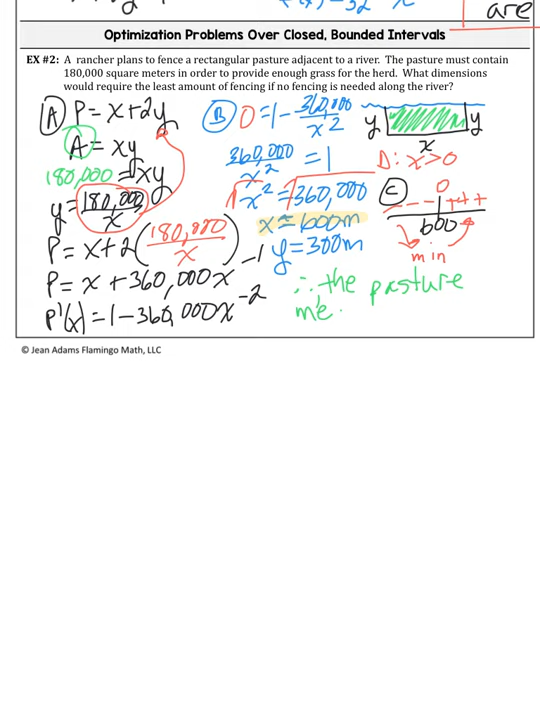 are
Optimization Problems Over Closed, Bounded Intervals
EX #2: A rancher plans to fence a rectangular pasture adjacent to a river. The pasture must contain
180,000 square meters in order to provide enough grass for the herd. What dimensions
would require the least amount of fencing if no fencing is needed along the river?
A P = x + 2y
A = xy
180,000 = xy
y = 180,000/x
P = x + 2(180,000/x)
P = x + 360,000x^-1
P'(x) = 1 - 360,000x^-2
B 0 = 1 - 360,000/x^2
360,000/x^2 = 1
√x^2 = √360,000
x = 600m
y = 300m
y y
x
D: x > 0
C 0
- - - + + +
600
min
∴ the pasture
me.
© Jean Adams Flamingo Math, LLC